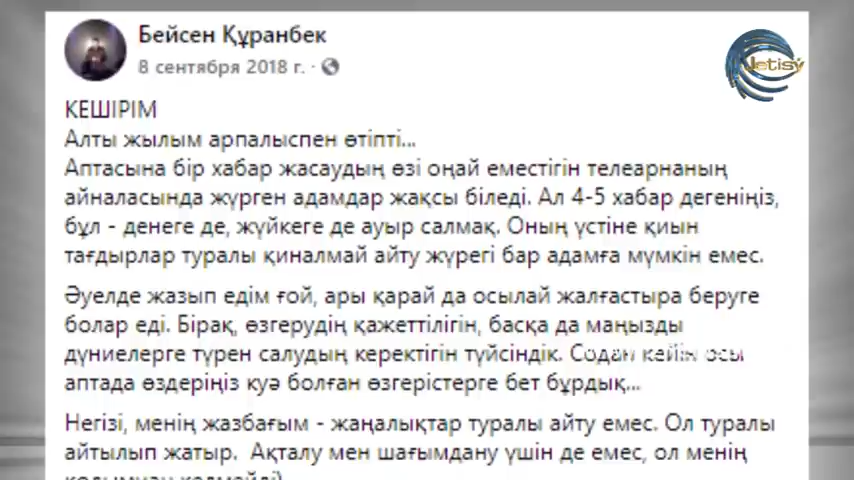 Бейсен Құранбек
8 сентября 2018 г. ·
Jetisý
КЕШІРІМ
Алты жылым арпалыспен өтіпті...
Аптасына бір хабар жасаудың өзі оңай еместігін телеарнаның
айналасында жүрген адамдар жақсы біледі. Ал 4-5 хабар дегеніңіз,
бұл - денеге де, жүйкеге де ауыр салмақ. Оның үстіне қиын
тағдырлар туралы қиналмай айту жүрегі бар адамға мүмкін емес.
Әуелде жазып едім ғой, ары қарай да осылай жалғастыра беруге
болар еді. Бірақ, өзгерудің қажеттілігін, басқа да маңызды
дүниелерге түрен салудың керектігін түйсіндік. Содан кейін осы
аптада өздеріңіз куә болған өзгерістерге бет бұрдық...
Негізі, менің жазбағым - жаңалықтар туралы айту емес. Ол туралы
айтылып жатыр. Ақталу мен шағымдану үшін де емес, ол менің